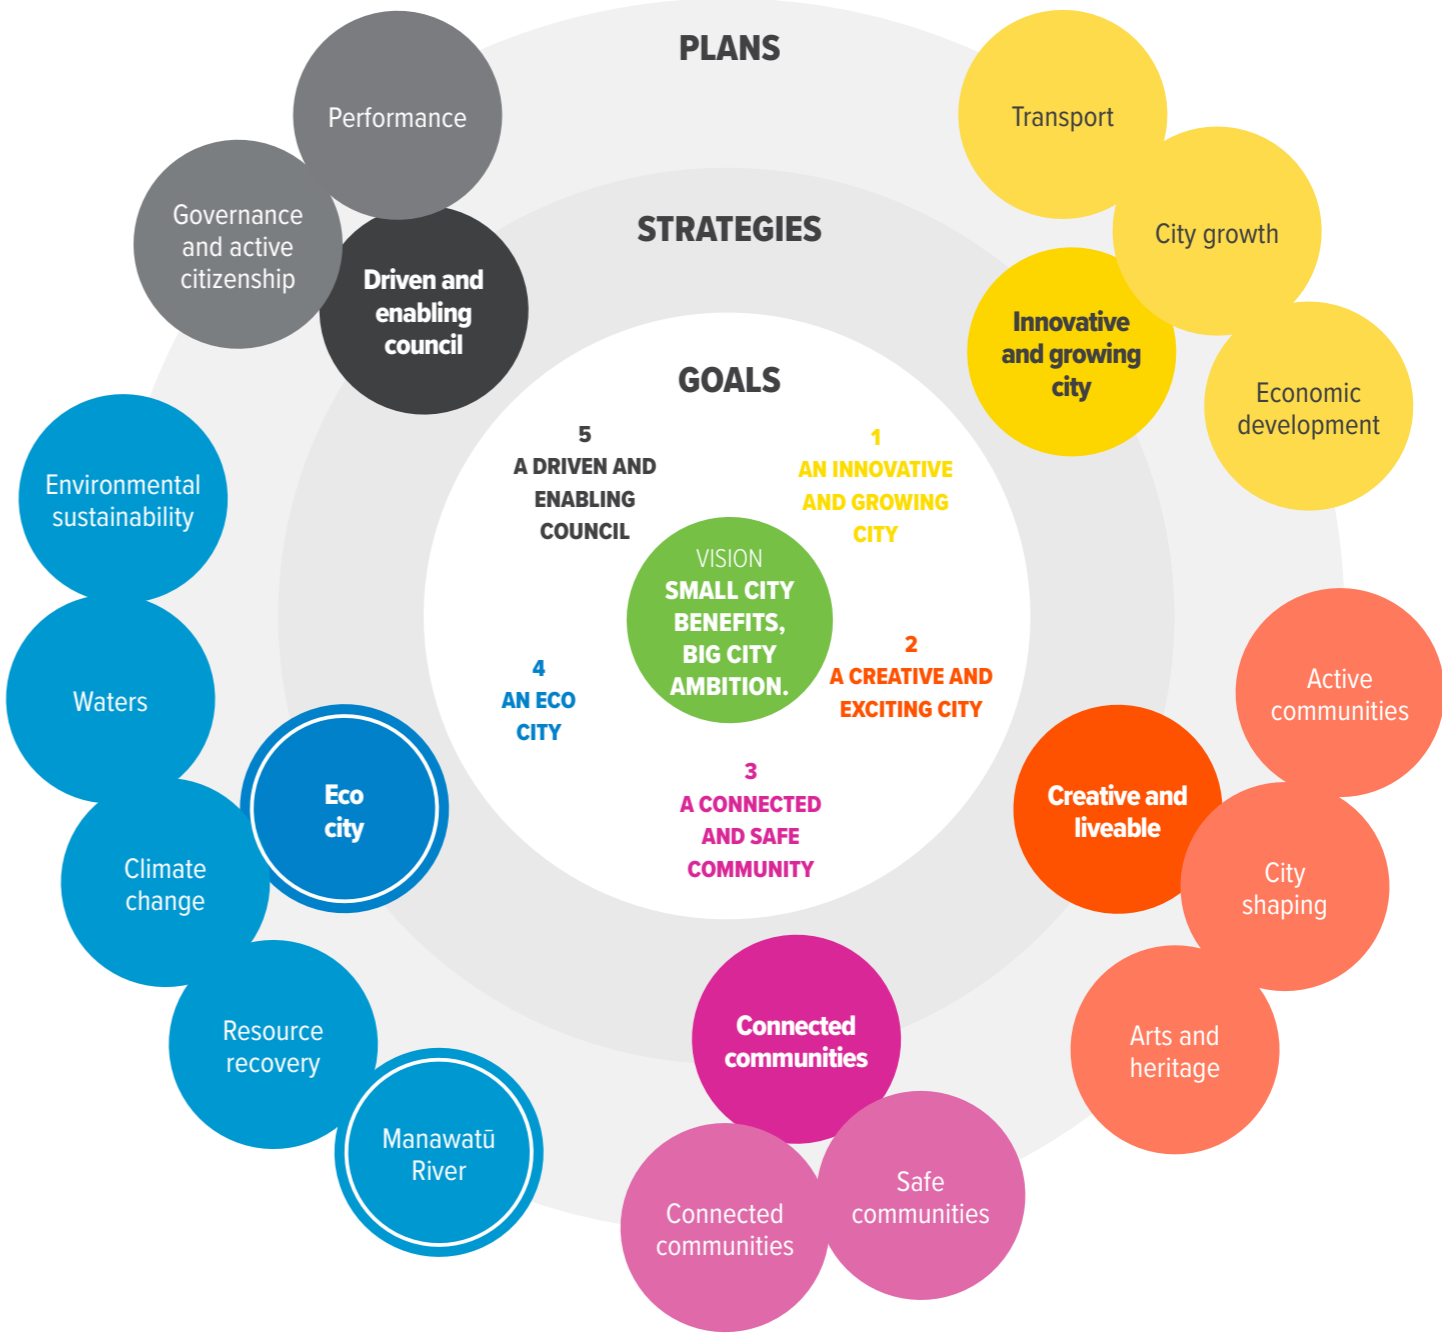 PLANS
Performance
Transport
Governance
and active
citizenship
City growth
STRATEGIES
Driven and
enabling
council
Innovative
and growing
city
Economic
development
GOALS
5
A DRIVEN AND
ENABLING
COUNCIL
1
AN INNOVATIVE
AND GROWING
CITY
Environmental
sustainability
VISION
SMALL CITY
BENEFITS,
BIG CITY
AMBITION.
2
A CREATIVE AND
EXCITING CITY
4
AN ECO
CITY
3
A CONNECTED
AND SAFE
COMMUNITY
Waters
Active
communities
Eco
city
Creative and
liveable
Climate
change
City
shaping
Resource
recovery
Connected
communities
Arts and
heritage
Manawatū
River
Connected
communities
Safe
communities